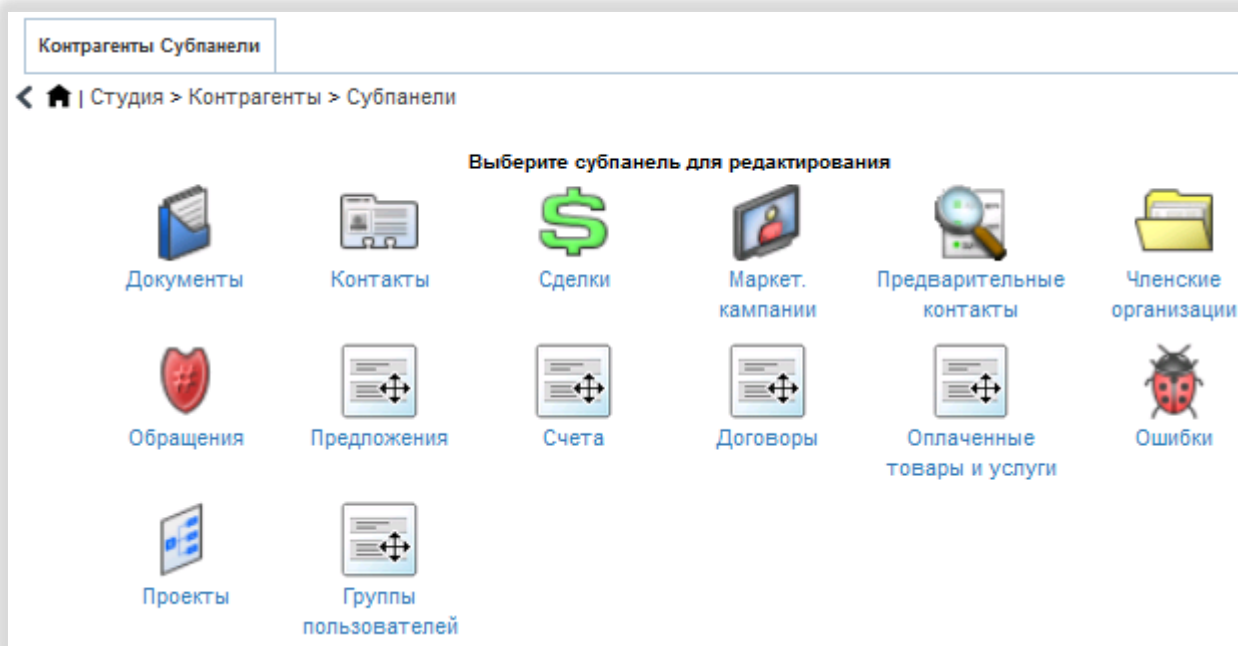 Контрагенты Субпанели
| Студия > Контрагенты > Субпанели
Выберите субпанель для редактирования
Документы
Контакты
Сделки
Маркет.
кампании
Предварительные
контакты
Членские
организации
Обращения
Предложения
Счета
Договоры
Оплаченные
товары и услуги
Ошибки
Проекты
Группы
пользователей